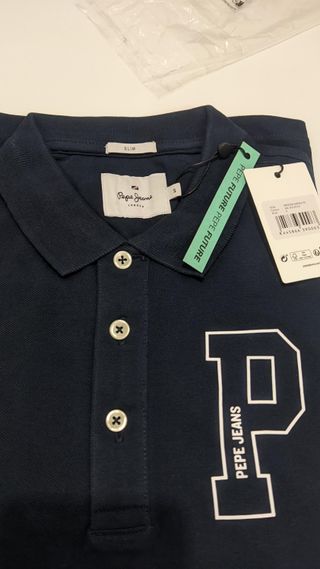 SLIM
Pepe Jeans
LONDON
S
PEPE FUTURE PEPE FUTURE
P
PEPE JEANS